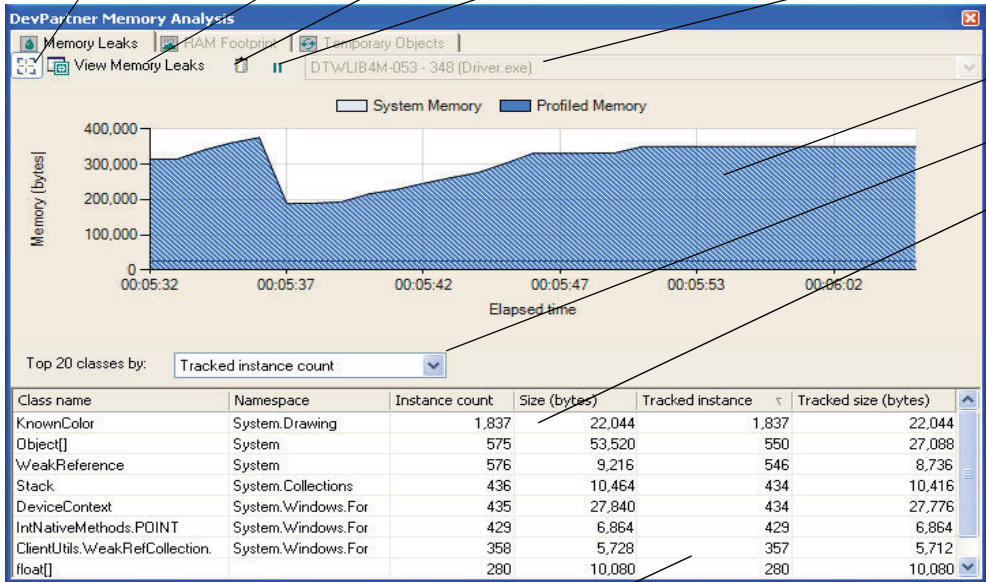 DevPartner Memory Analysis
Memory Leaks RAM Footprint Temporary Objects
View Memory Leaks DTWLIB4M-053 - 348 (Driver.exe)
System Memory Profiled Memory
400,000
300,000
200,000
100,000
0
Memory (bytes)
00:05:32 00:05:37 00:05:42 00:05:47 00:05:53 00:06:02
Elapsed time
Top 20 classes by: Tracked instance count
Class name Namespace Instance count Size (bytes) Tracked instance Tracked size (bytes)
KnownColor System.Drawing 1,837 22,044 1,837 22,044
Object[] System 575 53,520 550 27,088
WeakReference System 576 9,216 546 8,736
Stack System.Collections 436 10,464 434 10,416
DeviceContext System.Windows.For 435 27,840 434 27,776
IntNativeMethods.POINT System.Windows.For 429 6,864 429 6,864
ClientUtils.WeakRefCollection. System.Windows.For 358 5,728 357 5,712
float[] 280 10,080 280 10,080